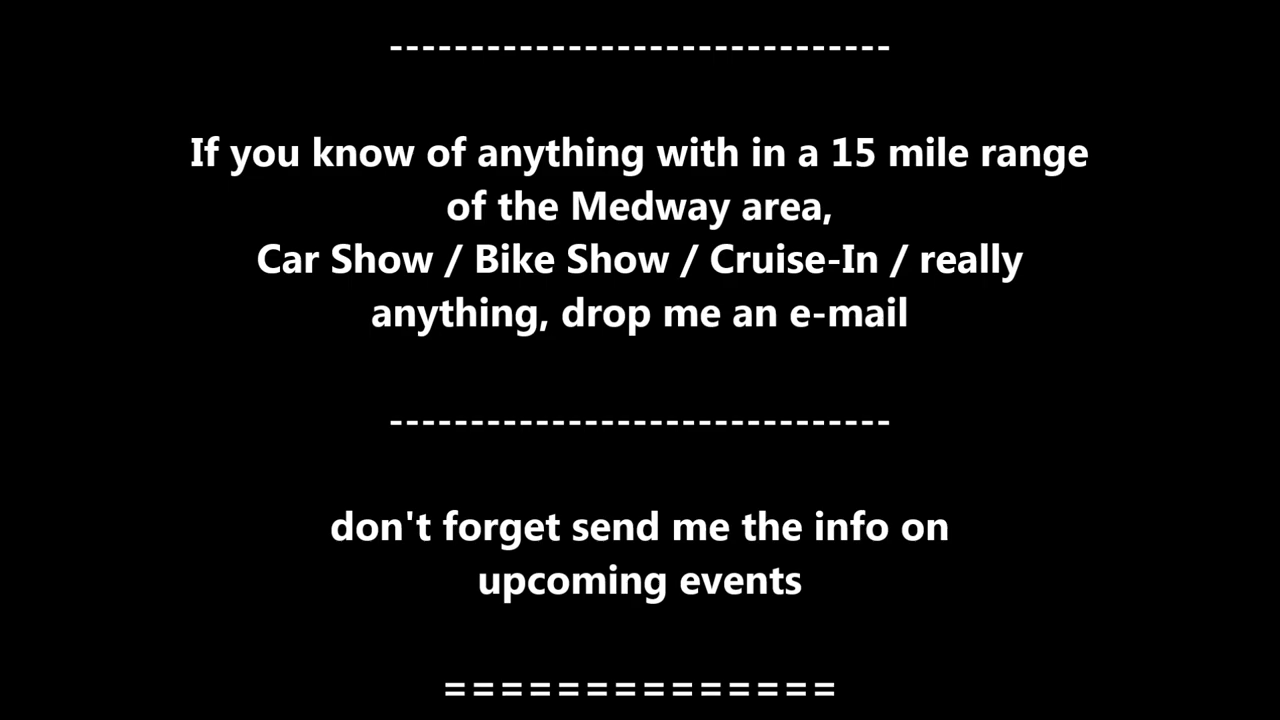 -------------------------------
If you know of anything with in a 15 mile range
of the Medway area,
Car Show / Bike Show / Cruise-In / really
anything, drop me an e-mail
-------------------------------
don't forget send me the info on
upcoming events
==============